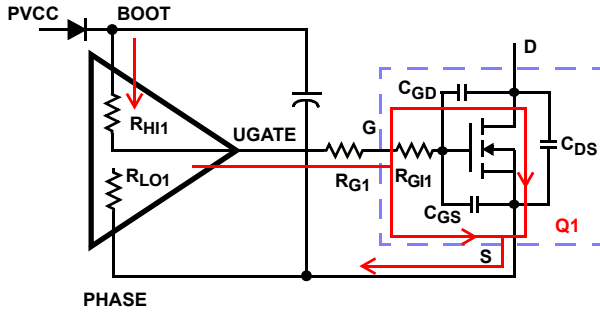 PVCC
BOOT
D
CGD
RHI1
UGATE
G
CDS
RLO1
RG1
RGI1
CGS
Q1
S
PHASE